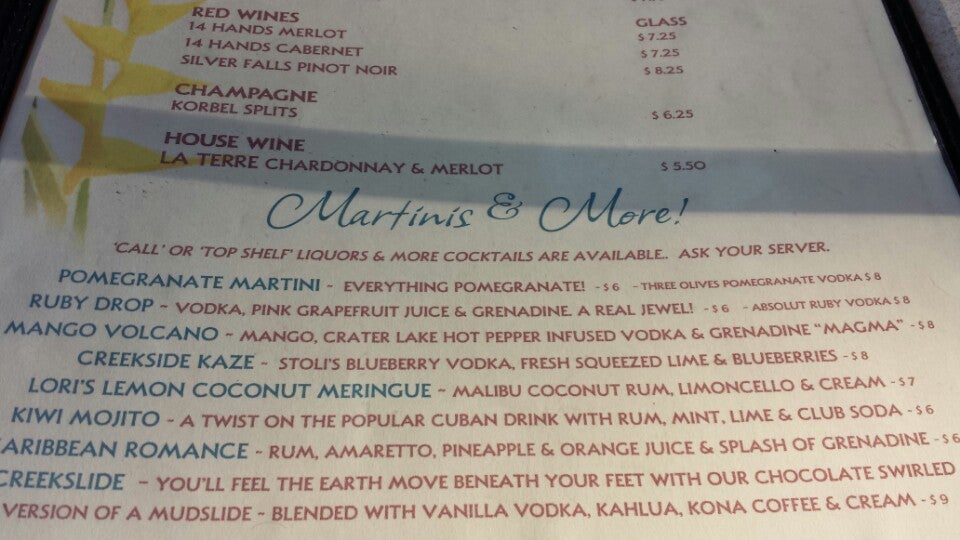 RED WINES GLASS
14 HANDS MERLOT $7.25
14 HANDS CABERNET $7.25
SILVER FALLS PINOT NOIR $8.25
CHAMPAGNE
KORBEL SPLITS $6.25
HOUSE WINE
LA TERRE CHARDONNAY & MERLOT $5.50
Martinis & More!
'CALL' OR 'TOP SHELF' LIQUORS & MORE COCKTAILS ARE AVAILABLE. ASK YOUR SERVER.
POMEGRANATE MARTINI - EVERYTHING POMEGRANATE! - $6 - THREE OLIVES POMEGRANATE VODKA $8
RUBY DROP ~ VODKA, PINK GRAPEFRUIT JUICE & GRENADINE. A REAL JEWEL! - $6 - ABSOLUT RUBY VODKA $8
MANGO VOLCANO ~ MANGO, CRATER LAKE HOT PEPPER INFUSED VODKA & GRENADINE "MAGMA" - $8
CREEKSIDE KAZE ~ STOLI'S BLUEBERRY VODKA, FRESH SQUEEZED LIME & BLUEBERRIES - $8
LORI'S LEMON COCONUT MERINGUE ~ MALIBU COCONUT RUM, LIMONCELLO & CREAM - $7
KIWI MOJITO ~ A TWIST ON THE POPULAR CUBAN DRINK WITH RUM, MINT, LIME & CLUB SODA - $6
ARIBBEAN ROMANCE ~ RUM, AMARETTO, PINEAPPLE & ORANGE JUICE & SPLASH OF GRENADINE - $6
CREEKSLIDE ~ YOU'LL FEEL THE EARTH MOVE BENEATH YOUR FEET WITH OUR CHOCOLATE SWIRLED
VERSION OF A MUDSLIDE ~ BLENDED WITH VANILLA VODKA, KAHLUA, KONA COFFEE & CREAM - $9